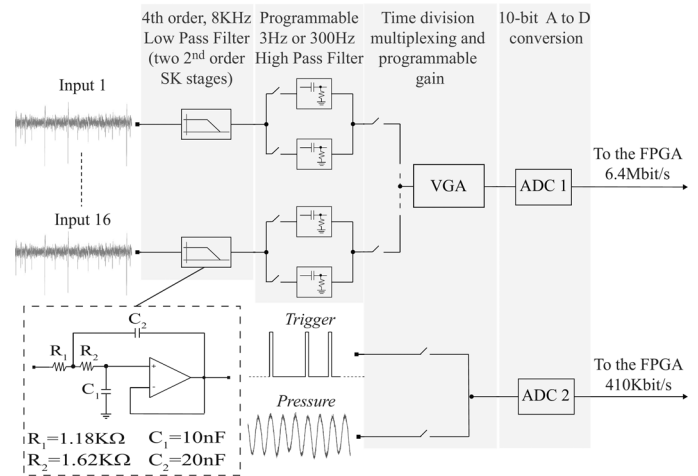 4th order, 8KHz
Low Pass Filter
(two 2nd order
SK stages)
Programmable
3Hz or 300Hz
High Pass Filter
Time division
multiplexing and
programmable
gain
10-bit A to D
conversion
Input 1
Input 16
VGA
ADC 1
To the FPGA
6.4Mbit/s
Trigger
Pressure
ADC 2
To the FPGA
410Kbit/s
C2
R1
R2
C1
+
-
R1=1.18KΩ C1=10nF
R2=1.62KΩ C2=20nF